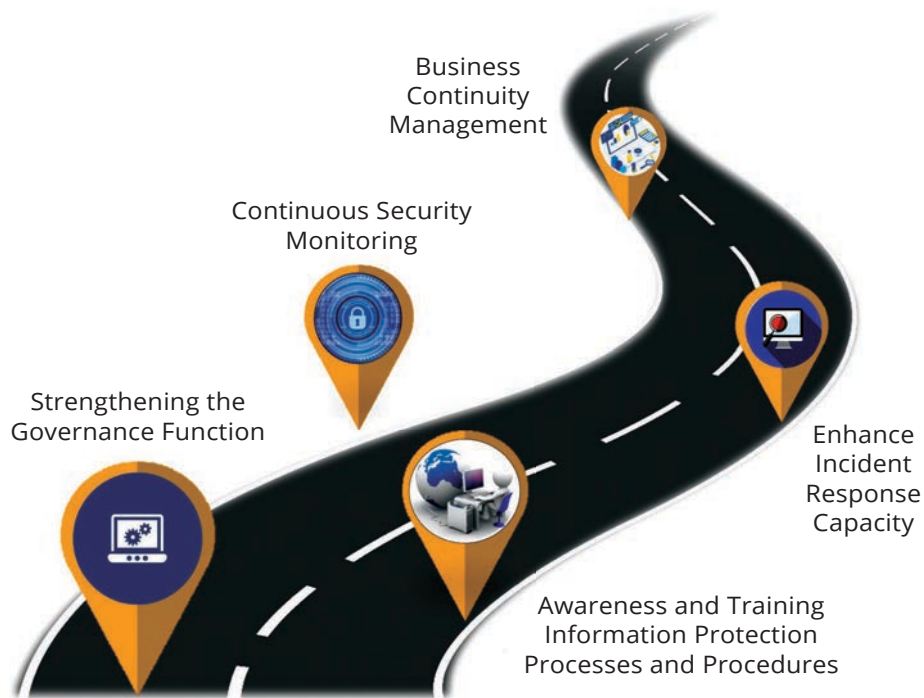 Business
Continuity
Management
Continuous Security
Monitoring
Strengthening the
Governance Function
Enhance
Incident
Response
Capacity
Awareness and Training
Information Protection
Processes and Procedures